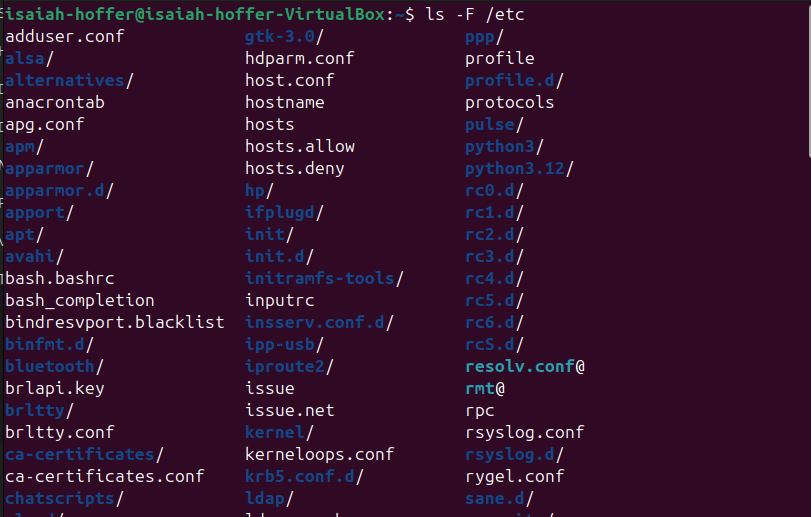 isaiah-hoffer@isaiah-hoffer-VirtualBox:~$ ls -F /etc
adduser.conf gtk-3.0/ ppp/
alsa/ hdparm.conf profile
alternatives/ host.conf profile.d/
anacrontab hostname protocols
apg.conf hosts pulse/
apm/ hosts.allow python3/
apparmor/ hosts.deny python3.12/
apparmor.d/ hp/ rc0.d/
apport/ ifplugd/ rc1.d/
apt/ init/ rc2.d/
avahi/ init.d/ rc3.d/
bash.bashrc initramfs-tools/ rc4.d/
bash_completion inputrc rc5.d/
bindresvport.blacklist insserv.conf.d/ rc6.d/
binfmt.d/ ipp-usb/ rcS.d/
bluetooth/ iproute2/ resolv.conf@
brlapi.key issue rmt@
brltty/ issue.net rpc
brltty.conf kernel/ rsyslog.conf
ca-certificates/ kerneloops.conf rsyslog.d/
ca-certificates.conf krb5.conf.d/ rygel.conf
chatscripts/ ldap/ sane.d/